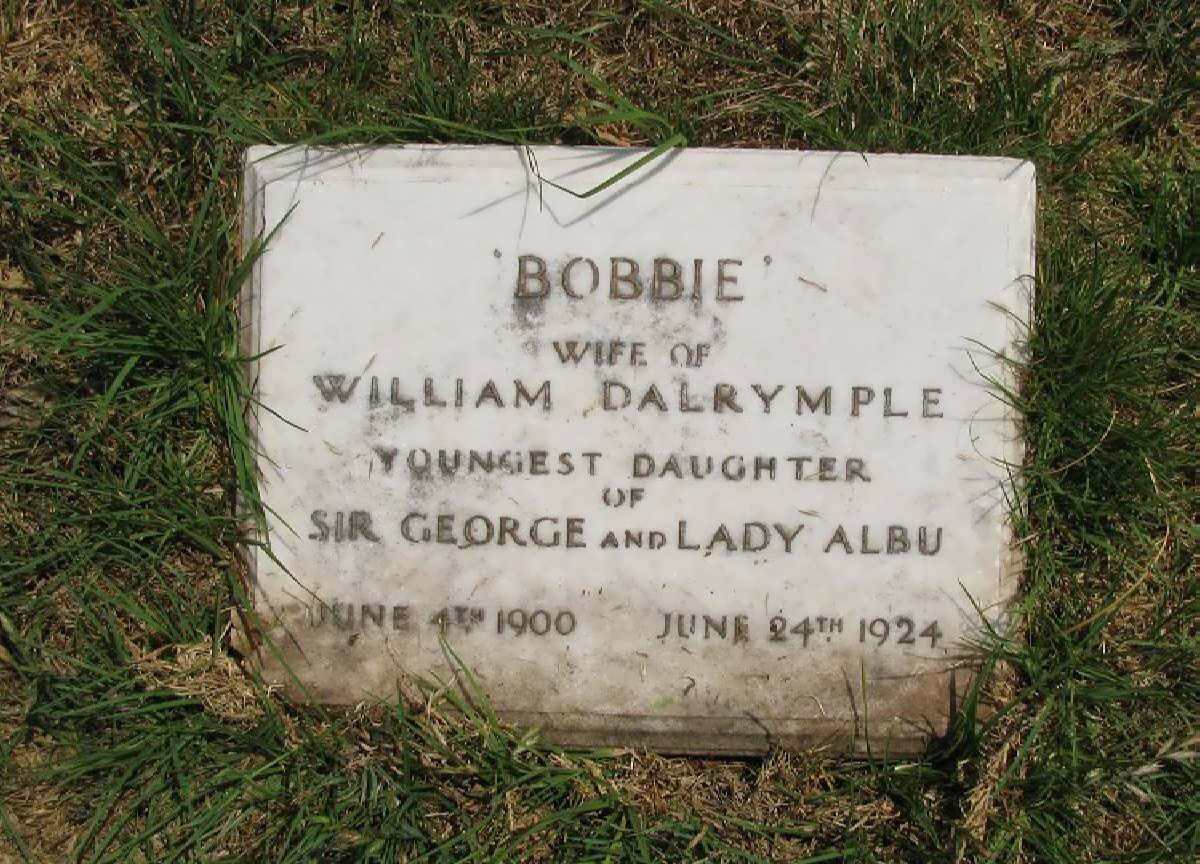 'BOBBIE'
WIFE OF
WILLIAM DALRYMPLE
YOUNGEST DAUGHTER
OF
SIR GEORGE AND LADY ALBU
JUNE 4TH 1900 JUNE 24TH 1924